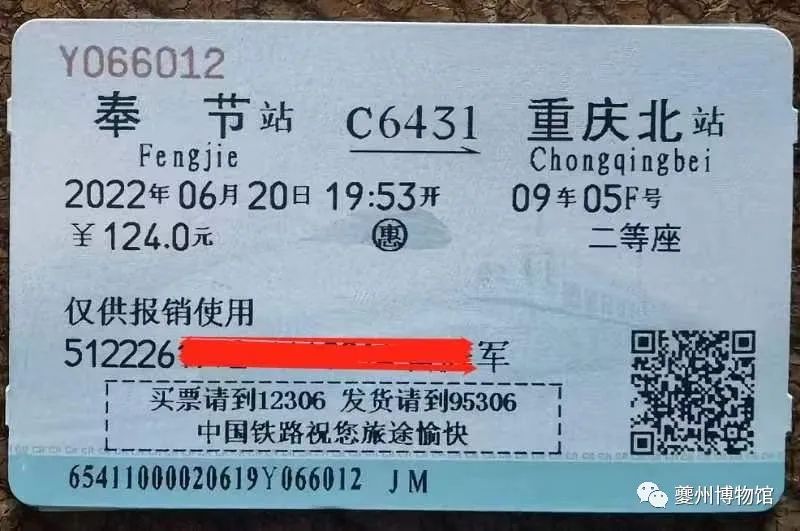 Y066012
奉节站 C6431 重庆北站
Fengjie Chongqingbei
2022年06月20日 19:53开 09车05F号
¥124.0元 惠 二等座
仅供报销使用
512226 军
买票请到12306 发货请到95306
中国铁路祝您旅途愉快
65411000020619Y066012 JM
夔州博物馆